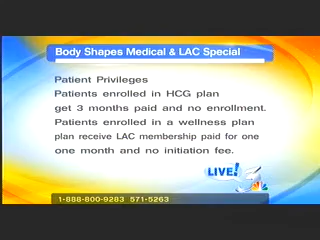 Body Shapes Medical & LAC Special
Patient Privileges
Patients enrolled in HCG plan
get 3 months paid and no enrollment.
Patients enrolled in a wellness plan
plan receive LAC membership paid for one
one month and no initiation fee.
LIVE!
1-888-800-9283 571-5263